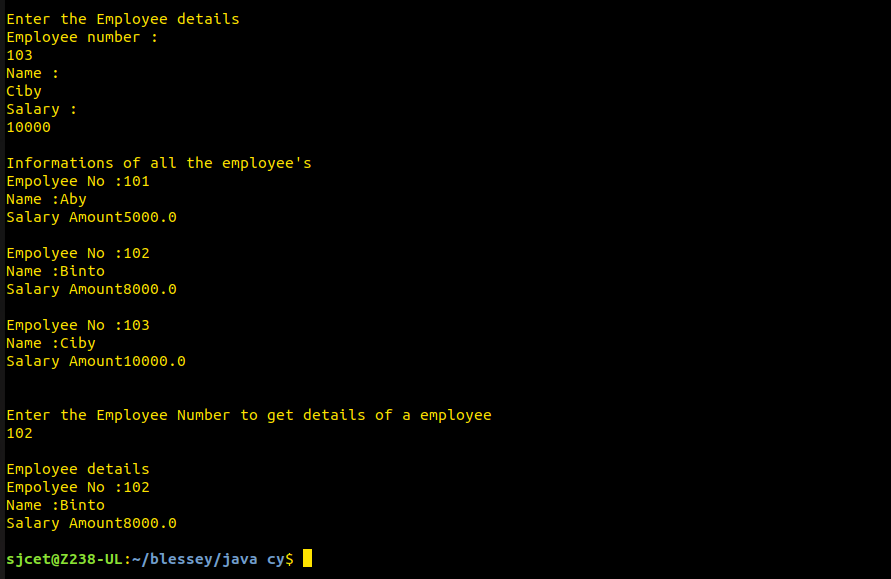 Enter the Employee details
Employee number :
103
Name :
Ciby
Salary :
10000
Informations of all the employee's
Empolyee No :101
Name :Aby
Salary Amount5000.0
Empolyee No :102
Name :Binto
Salary Amount8000.0
Empolyee No :103
Name :Ciby
Salary Amount10000.0
Enter the Employee Number to get details of a employee
102
Employee details
Empolyee No :102
Name :Binto
Salary Amount8000.0
sjcet@Z238-UL:~/blessey/java cy$